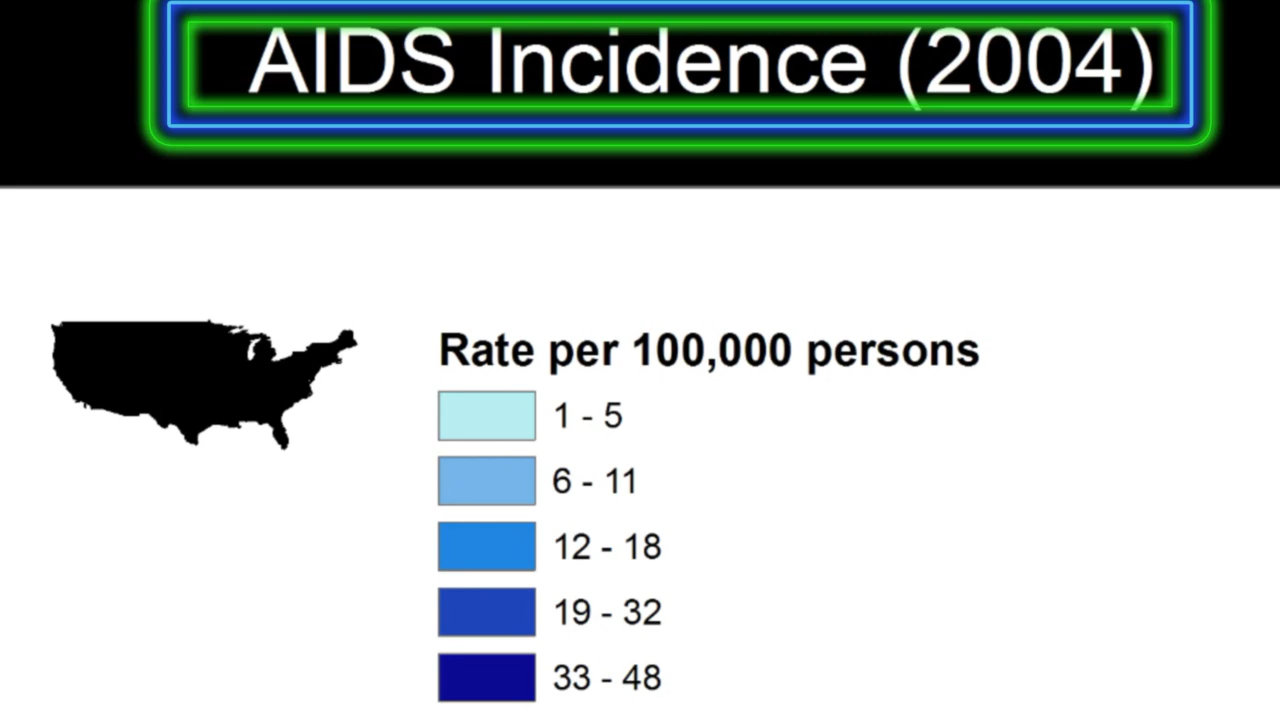 AIDS Incidence (2004)
Rate per 100,000 persons
1 - 5
6 - 11
12 - 18
19 - 32
33 - 48